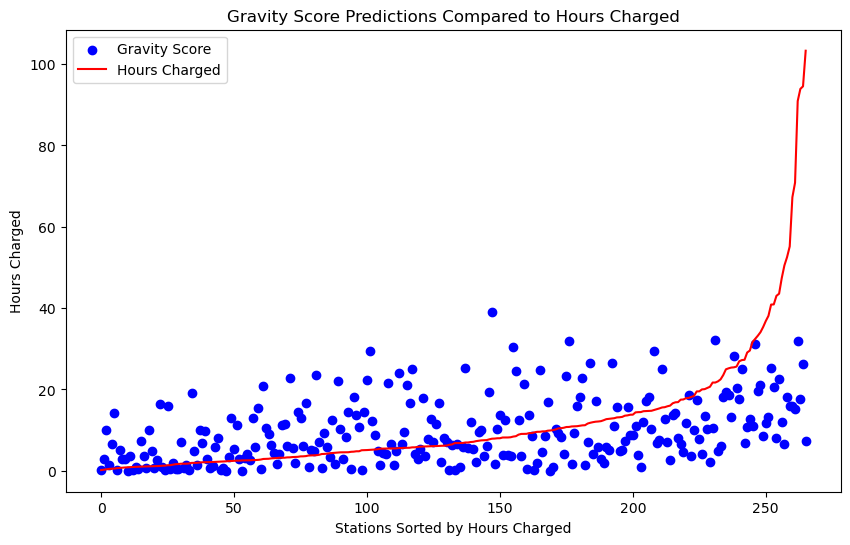 Gravity Score Predictions Compared to Hours Charged
Gravity Score
Hours Charged
100
80
60
40
20
0
Hours Charged
0
50
100
150
200
250
Stations Sorted by Hours Charged